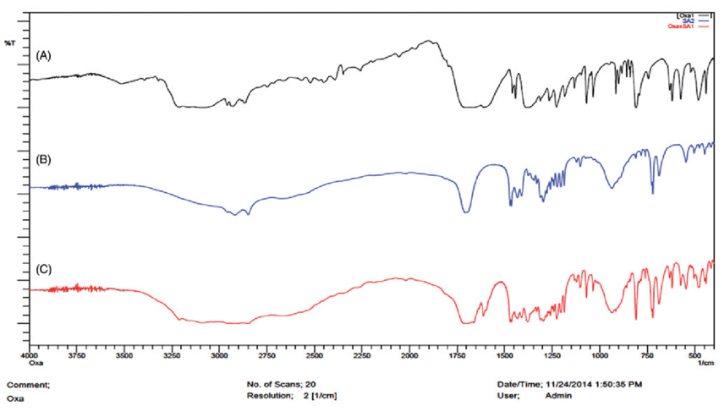 [Oxa1
SA2
OxaxSA1
%T
(A)
(B)
(C)
4000 3750 3500 3250 3000 2750 2500 2250 2000 1750 1500 1250 1000 750 500
Oxa 1/cm
Comment; No. of Scans; 20 Date/Time; 11/24/2014 1:50:35 PM
Oxa Resolution; 2 [1/cm] User; Admin